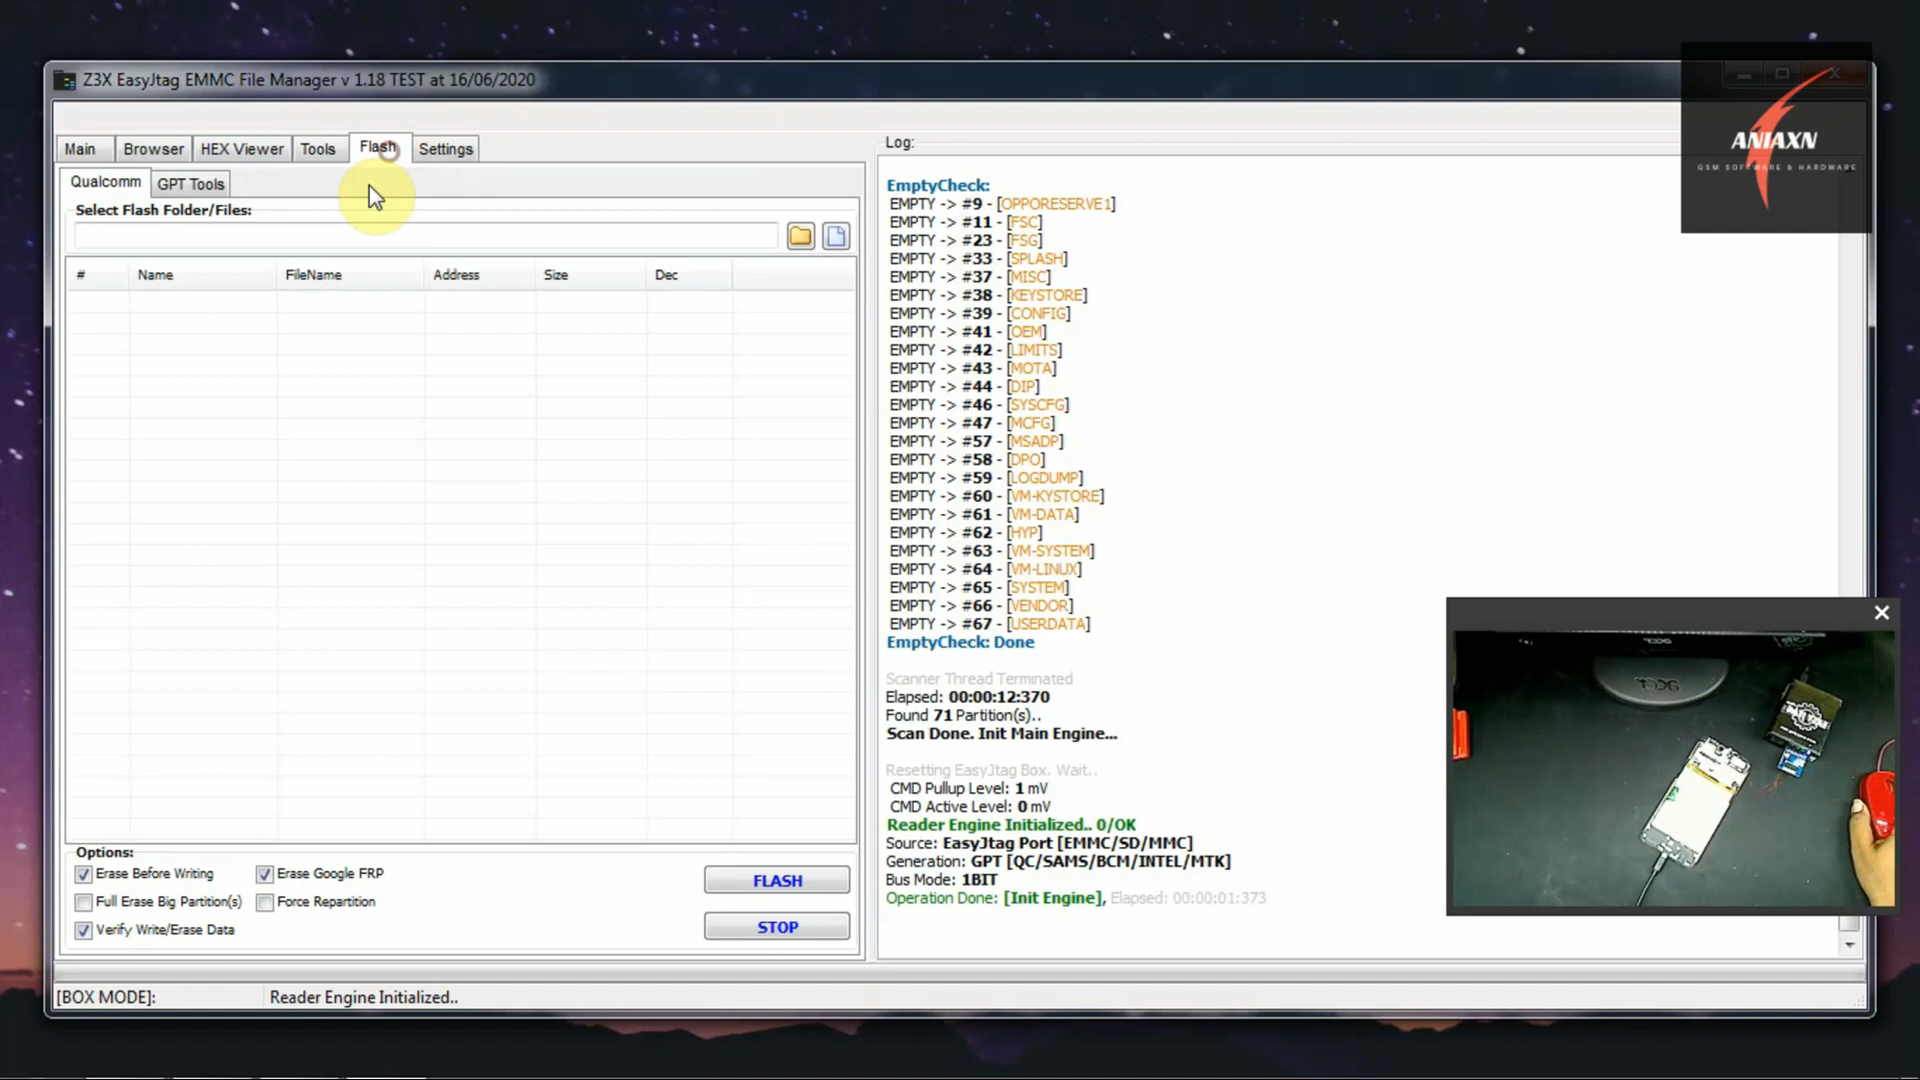 Z3X EasyJtag EMMC File Manager v 1.18 TEST at 16/06/2020
ANIAXN
GSM SOFTWARE & HARDWARE
Main
Browser
HEX Viewer
Tools
Flash
Settings
Qualcomm
GPT Tools
Select Flash Folder/Files:
#
Name
FileName
Address
Size
Dec
Options:
Erase Before Writing
Erase Google FRP
Full Erase Big Partition(s)
Force Repartition
Verify Write/Erase Data
FLASH
STOP
Log:
EmptyCheck:
EMPTY -> #9 - [OPPORESERVE1]
EMPTY -> #11 - [FSC]
EMPTY -> #23 - [FSG]
EMPTY -> #33 - [SPLASH]
EMPTY -> #37 - [MISC]
EMPTY -> #38 - [KEYSTORE]
EMPTY -> #39 - [CONFIG]
EMPTY -> #41 - [OEM]
EMPTY -> #42 - [LIMITS]
EMPTY -> #43 - [MOTA]
EMPTY -> #44 - [DIP]
EMPTY -> #46 - [SYSCFG]
EMPTY -> #47 - [MCFG]
EMPTY -> #57 - [MSADP]
EMPTY -> #58 - [DPO]
EMPTY -> #59 - [LOGDUMP]
EMPTY -> #60 - [VM-KYSTORE]
EMPTY -> #61 - [VM-DATA]
EMPTY -> #62 - [HYP]
EMPTY -> #63 - [VM-SYSTEM]
EMPTY -> #64 - [VM-LINUX]
EMPTY -> #65 - [SYSTEM]
EMPTY -> #66 - [VENDOR]
EMPTY -> #67 - [USERDATA]
EmptyCheck: Done
Scanner Thread Terminated
Elapsed: 00:00:12:370
Found 71 Partition(s)..
Scan Done. Init Main Engine...
Resetting EasyJtag Box. Wait..
CMD Pullup Level: 1 mV
CMD Active Level: 0 mV
Reader Engine Initialized.. 0/OK
Source: EasyJtag Port [EMMC/SD/MMC]
Generation: GPT [QC/SAMS/BCM/INTEL/MTK]
Bus Mode: 1BIT
Operation Done: [Init Engine], Elapsed: 00:00:01:373
acer
[BOX MODE]:
Reader Engine Initialized..